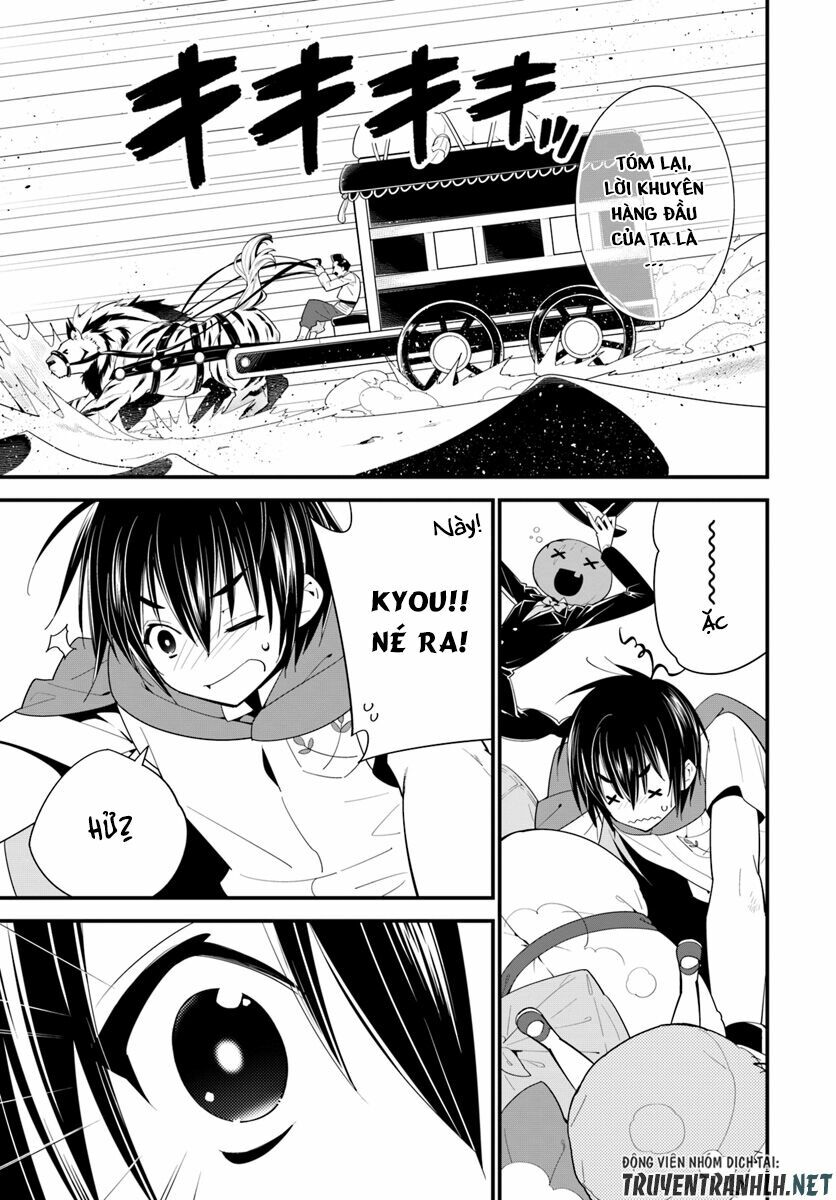 キキキキッ
TÓM LẠI,
LỜI KHUYÊN
HÀNG ĐẦU
CỦA TA LÀ
...
ẶC
Này!
KYOU!!
NÉ RA!
HỬ?
ĐỘNG VIÊN NHÓM DỊCH TẠI:
TRUYENTRANHLH.NET